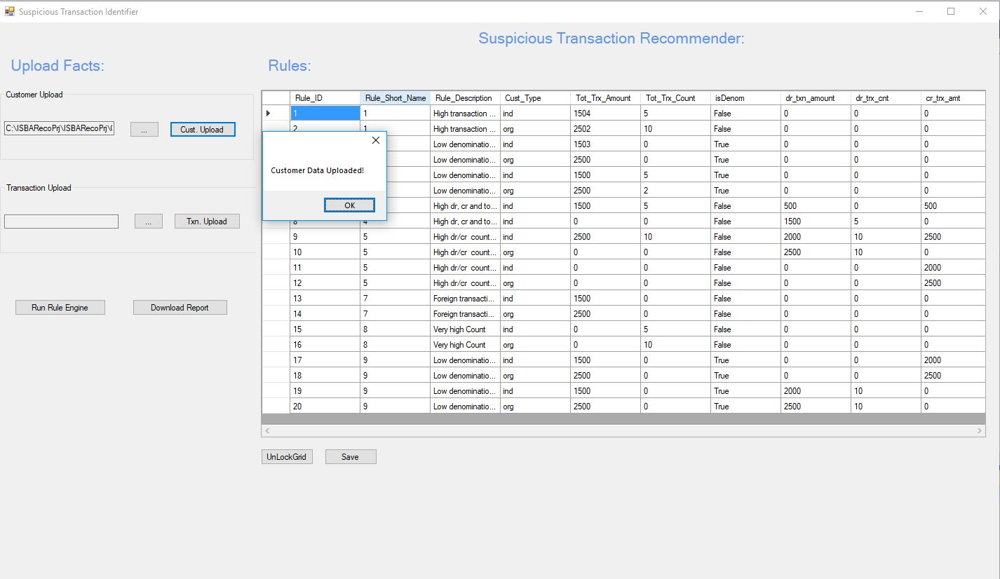 Suspicious Transaction Identifier
Suspicious Transaction Recommender:
Upload Facts:
Rules:
Customer Upload
C:\ISBARecoPrj\ISBARecoPrj\
...
Cust. Upload
Transaction Upload
...
Txn. Upload
Run Rule Engine
Download Report
Rule_ID Rule_Short_Name Rule_Description Cust_Type Tot_Trx_Amount Tot_Trx_Count isDenom dr_txn_amount dr_trx_cnt cr_trx_amt
1 1 High transaction ... ind 1504 5 False 0 0 0
2 1 High transaction ... org 2502 10 False 0 0 0
Low denominatio... ind 1503 0 True 0 0 0
Low denominatio... org 2500 0 True 0 0 0
Low denominatio... ind 1500 5 True 0 0 0
Low denominatio... org 2500 2 True 0 0 0
High dr, cr and to... ind 1500 5 False 500 0 500
8 4 High dr, cr and to... ind 0 0 False 1500 5 0
9 5 High dr/cr count... ind 2500 10 False 2000 10 2500
10 5 High dr/cr count... org 0 0 False 2500 10 0
11 5 High dr/cr count... ind 0 0 False 0 0 2000
12 5 High dr/cr count... org 0 0 False 0 0 2500
13 7 Foreign transacti... ind 1500 0 False 0 0 0
14 7 Foreign transacti... org 2500 0 False 0 0 0
15 8 Very high Count ind 0 5 False 0 0 0
16 8 Very high Count org 0 10 False 0 0 0
17 9 Low denominatio... ind 1500 0 True 0 0 2000
18 9 Low denominatio... org 2500 0 True 0 0 2500
19 9 Low denominatio... ind 1500 0 True 2000 10 0
20 9 Low denominatio... org 2500 0 True 2500 10 0
Customer Data Uploaded!
OK
UnLockGrid
Save